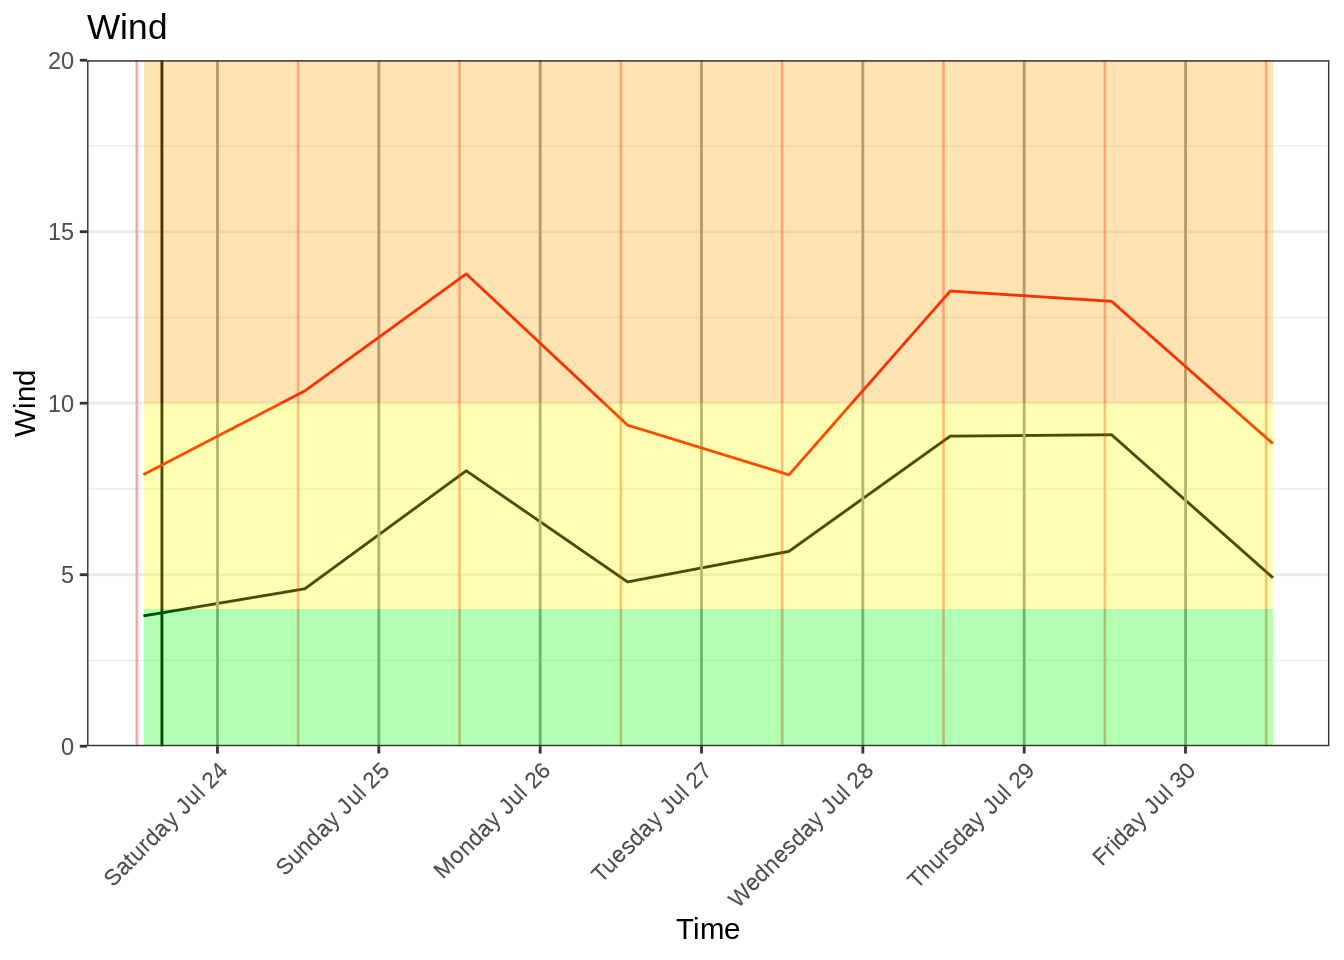 Wind
20
15
10
5
0
Wind
Saturday Jul 24
Sunday Jul 25
Monday Jul 26
Tuesday Jul 27
Wednesday Jul 28
Thursday Jul 29
Friday Jul 30
Time